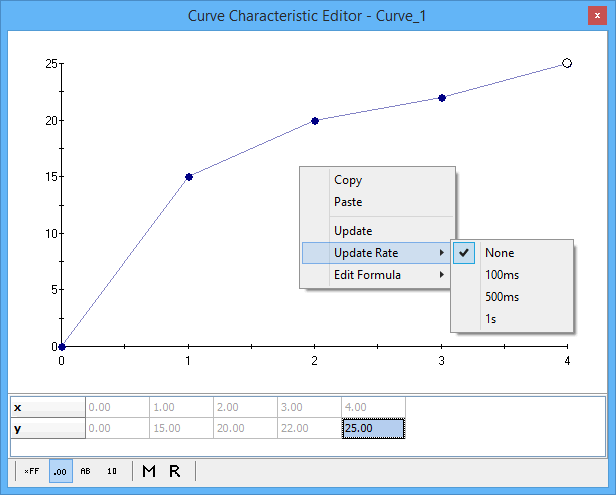 Curve Characteristic Editor - Curve_1
x
25
20
15
10
5
0
0 1 2 3 4
Copy
Paste
Update
Update Rate
Edit Formula
None
100ms
500ms
1s
x 0.00 1.00 2.00 3.00 4.00
y 0.00 15.00 20.00 22.00 25.00
xFF .00 AB 10 M R